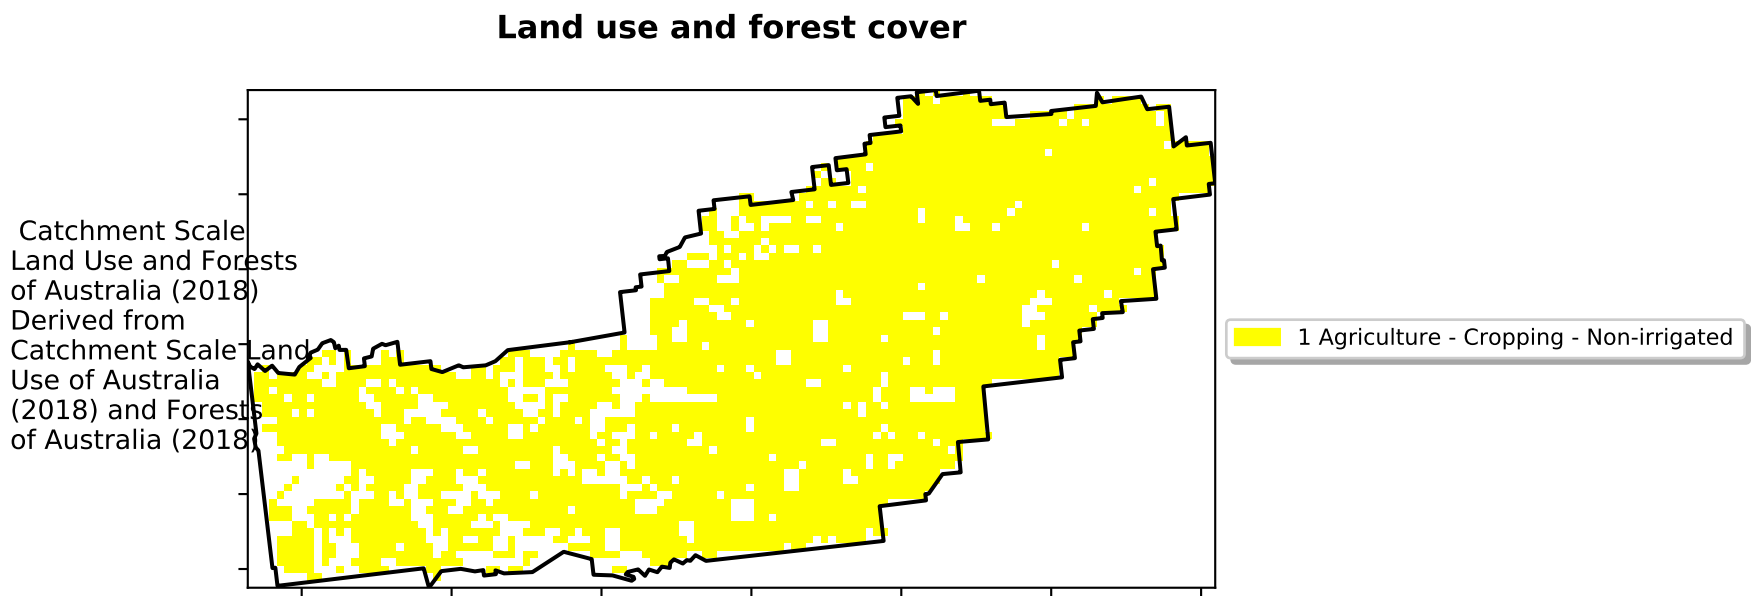 Land use and forest cover
Catchment Scale
Land Use and Forests
of Australia (2018)
Derived from
Catchment Scale Land
Use of Australia
(2018) and Forests
of Australia (2018)
1 Agriculture - Cropping - Non-irrigated